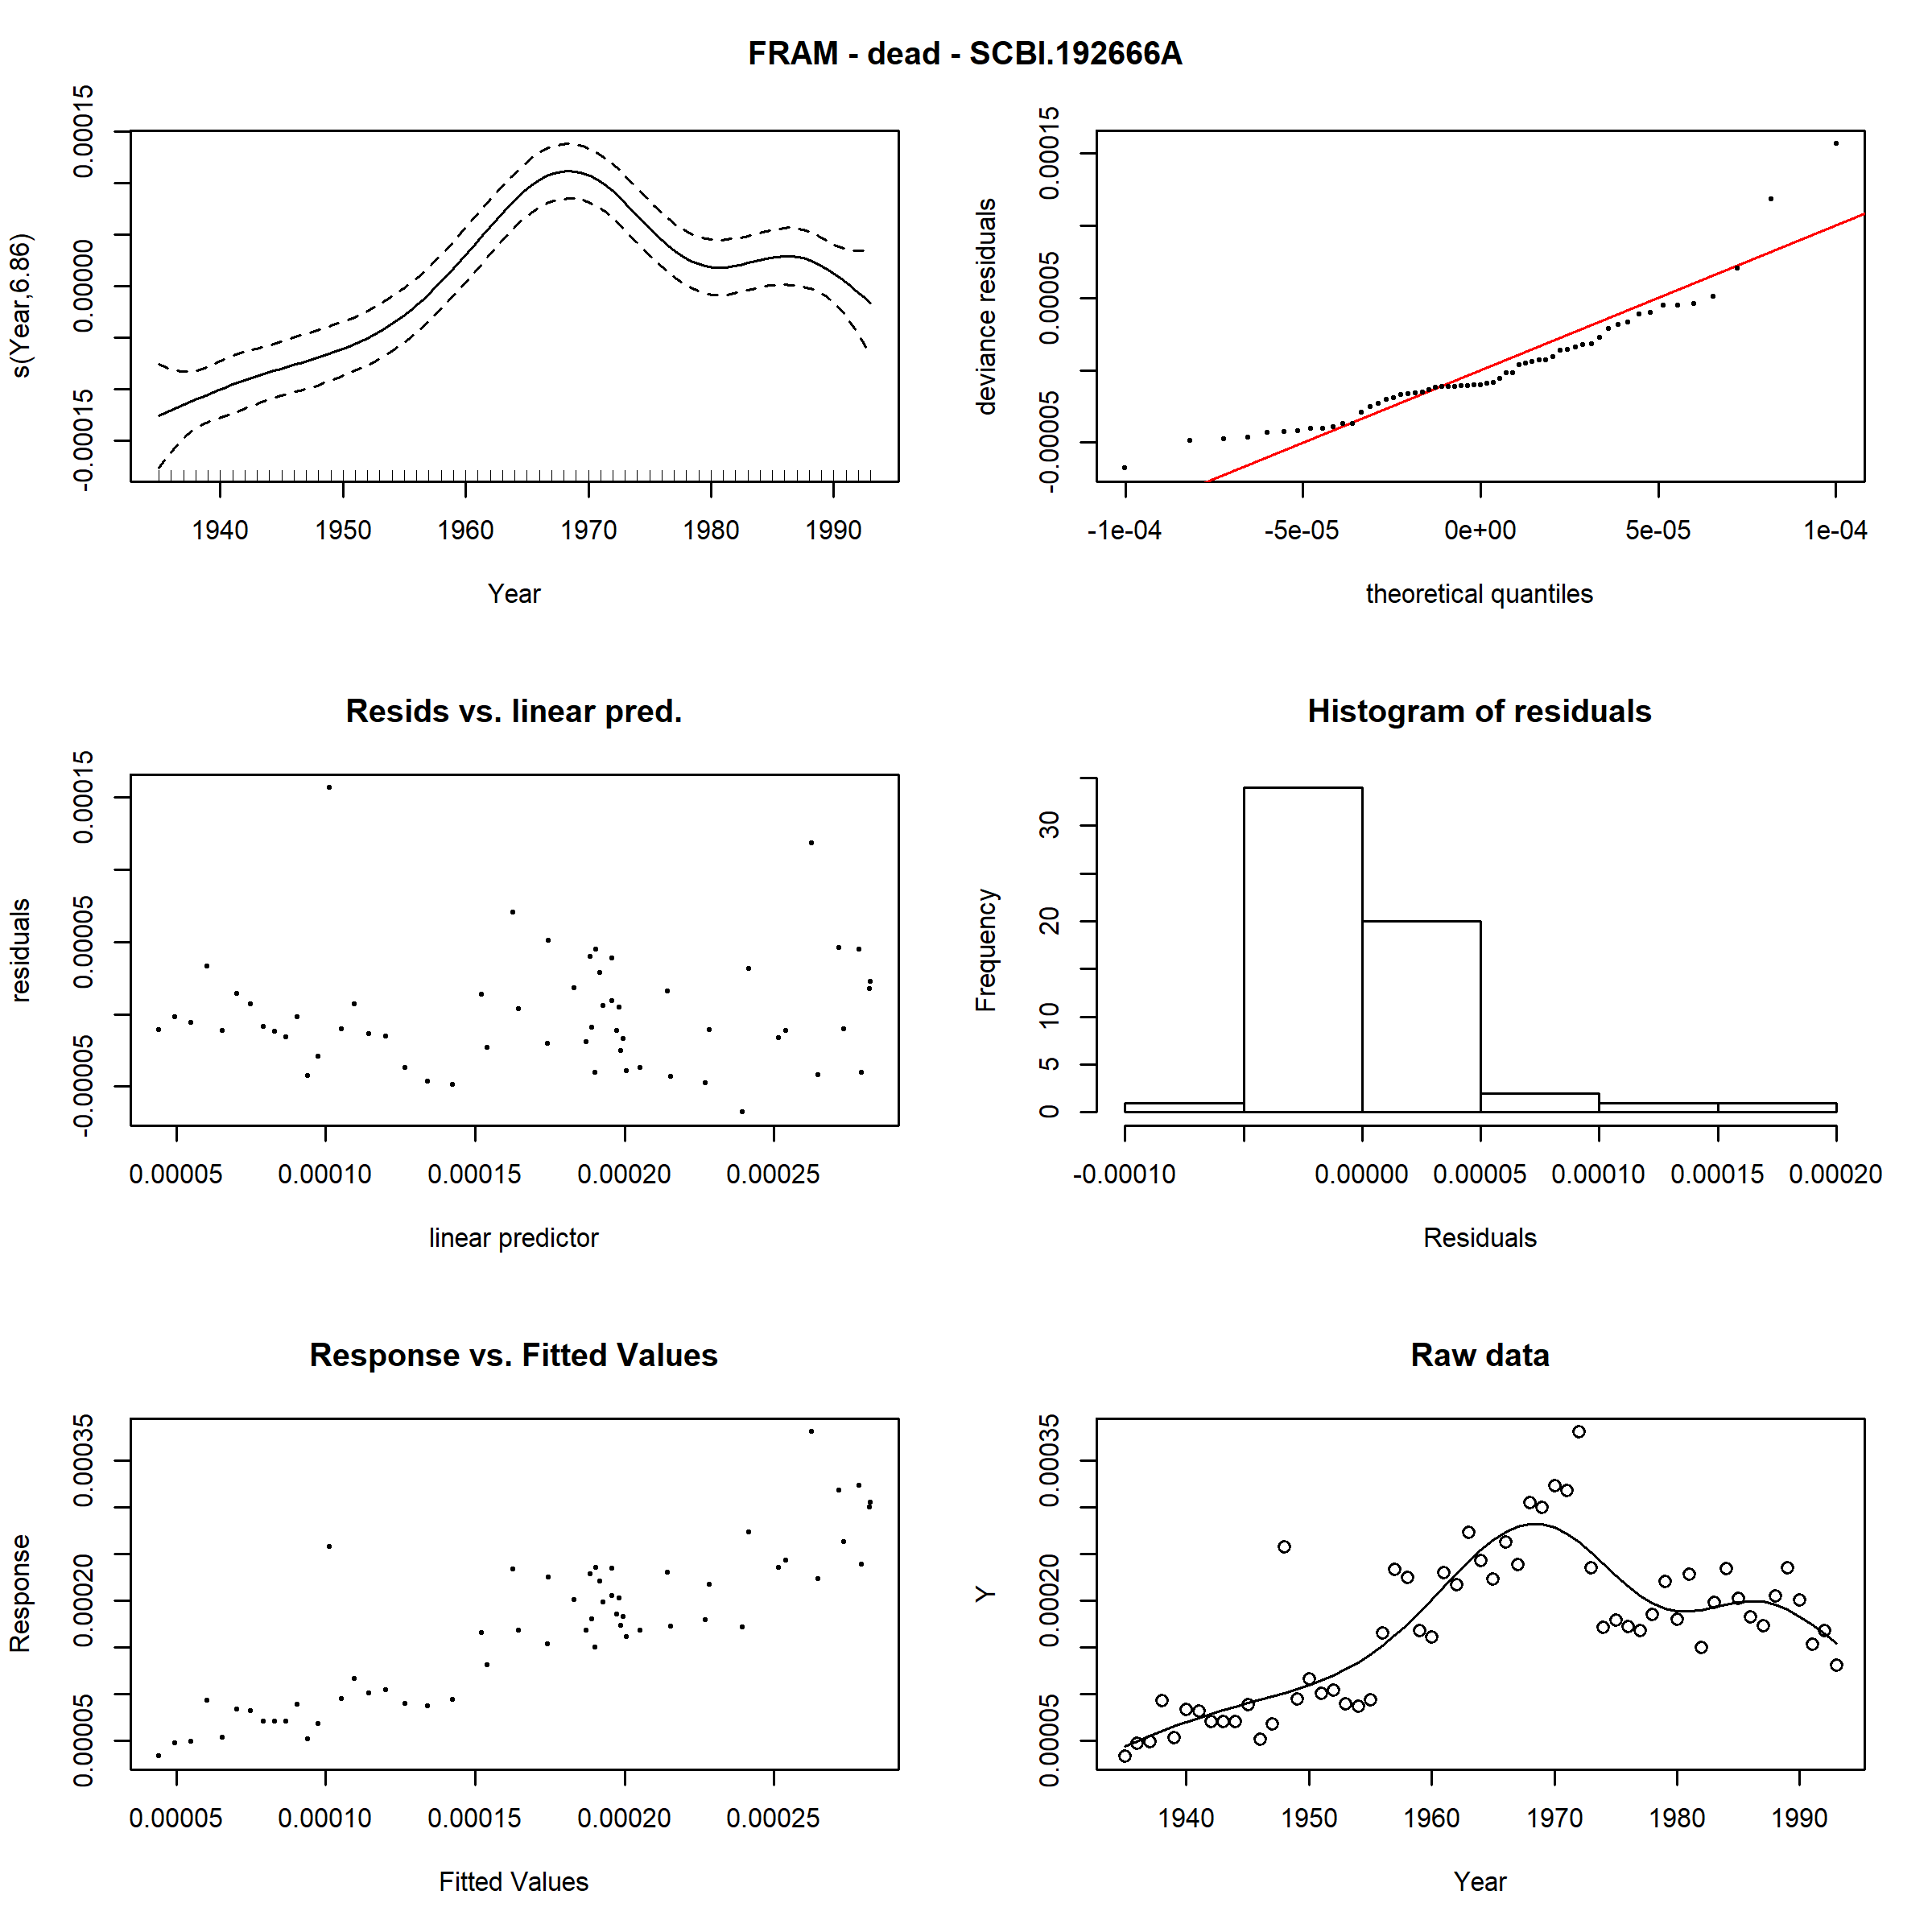 FRAM - dead - SCBI.192666A
s(Year,6.86)
-0.00015 0.00000 0.00015
1940 1950 1960 1970 1980 1990
Year
deviance residuals
-0.00005 0.00005 0.00015
-1e-04 -5e-05 0e+00 5e-05 1e-04
theoretical quantiles
Resids vs. linear pred.
residuals
-0.00005 0.00005 0.00015
0.00005 0.00010 0.00015 0.00020 0.00025
linear predictor
Histogram of residuals
Frequency
0 5 10 20 30
-0.00010 0.00000 0.00005 0.00010 0.00015 0.00020
Residuals
Response vs. Fitted Values
Response
0.00005 0.00020 0.00035
0.00005 0.00010 0.00015 0.00020 0.00025
Fitted Values
Raw data
Y
0.00005 0.00020 0.00035
1940 1950 1960 1970 1980 1990
Year